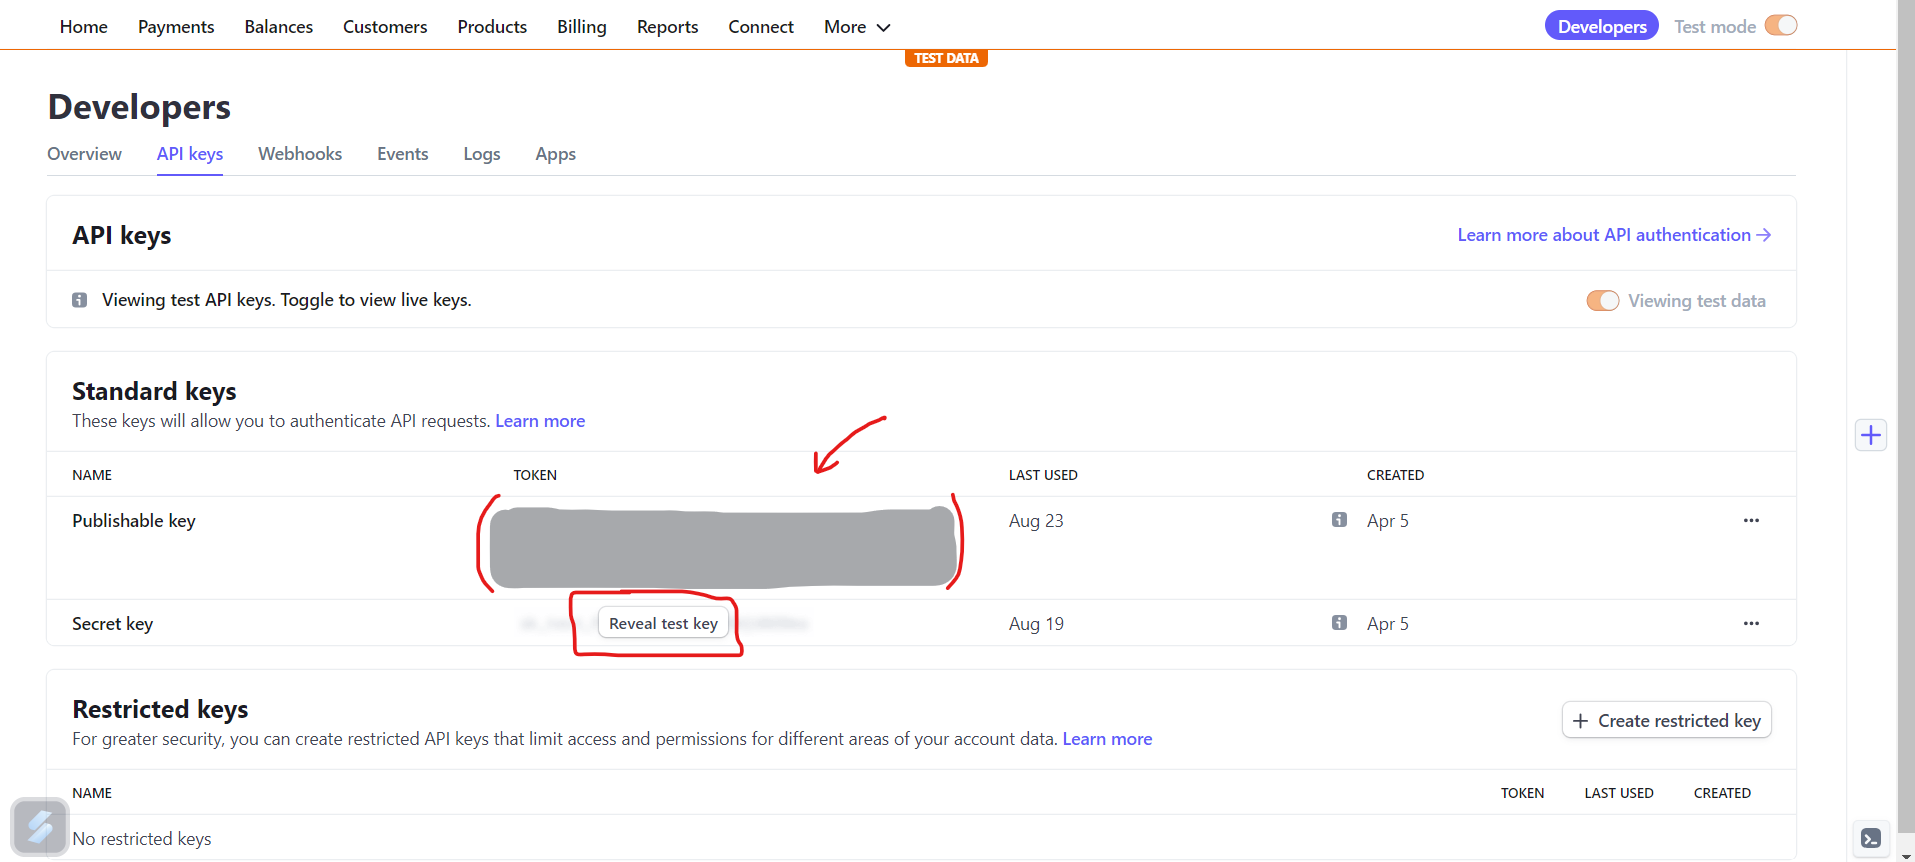 Home Payments Balances Customers Products Billing Reports Connect More Developers Test mode
TEST DATA
Developers
Overview API keys Webhooks Events Logs Apps
API keys Learn more about API authentication →
Viewing test API keys. Toggle to view live keys. Viewing test data
Standard keys
These keys will allow you to authenticate API requests. Learn more
NAME TOKEN LAST USED CREATED
Publishable key Aug 23 Apr 5 •••
Secret key Reveal test key Aug 19 Apr 5 •••
Restricted keys
+ Create restricted key
For greater security, you can create restricted API keys that limit access and permissions for different areas of your account data. Learn more
NAME TOKEN LAST USED CREATED
No restricted keys